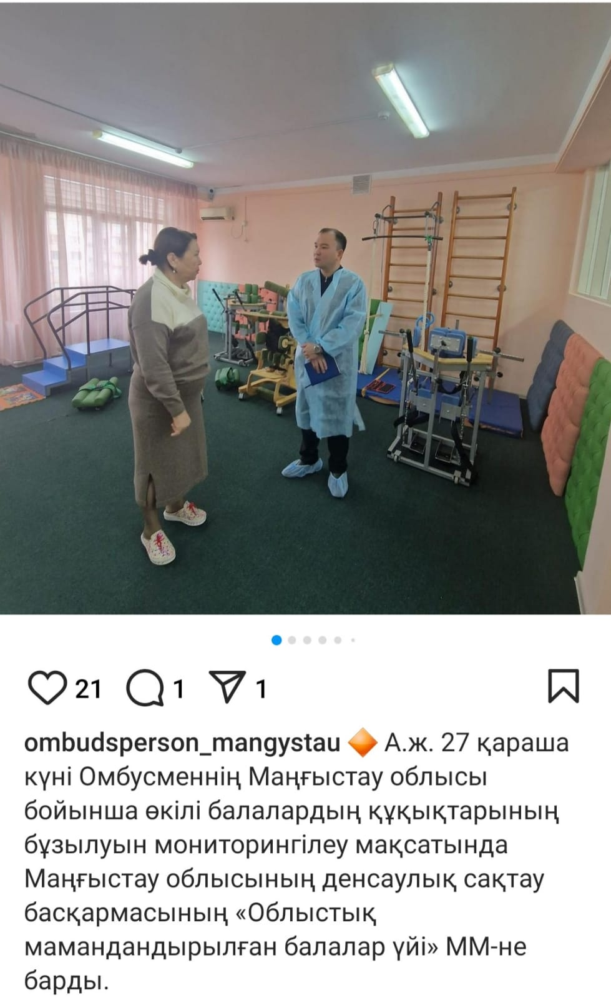 21 1 1
ombudsperson_mangystau 🔶 А.ж. 27 қараша
күні Омбусменнің Маңғыстау облысы
бойынша өкілі балалардың құқықтарының
бұзылуын мониторингілеу мақсатында
Маңғыстау облысының денсаулық сақтау
басқармасының «Облыстық
мамандандырылған балалар үйі» ММ-не
барды.